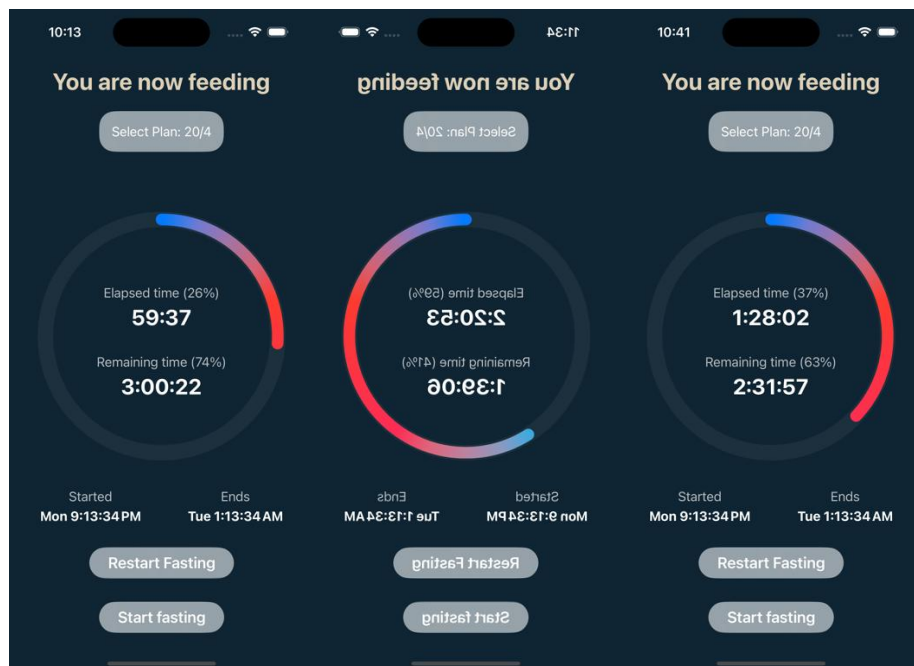 10:13
You are now feeding
Select Plan: 20/4
Elapsed time (26%)
59:37
Remaining time (74%)
3:00:22
Started
Mon 9:13:34 PM
Ends
Tue 1:13:34 AM
Restart Fasting
Start fasting
11:34
You are now feeding
Select Plan: 20/4
Elapsed time (59%)
2:20:53
Remaining time (41%)
1:39:06
Started
Mon 9:13:34 PM
Ends
Tue 1:13:34 AM
Restart Fasting
Start fasting
10:41
You are now feeding
Select Plan: 20/4
Elapsed time (37%)
1:28:02
Remaining time (63%)
2:31:57
Started
Mon 9:13:34 PM
Ends
Tue 1:13:34 AM
Restart Fasting
Start fasting